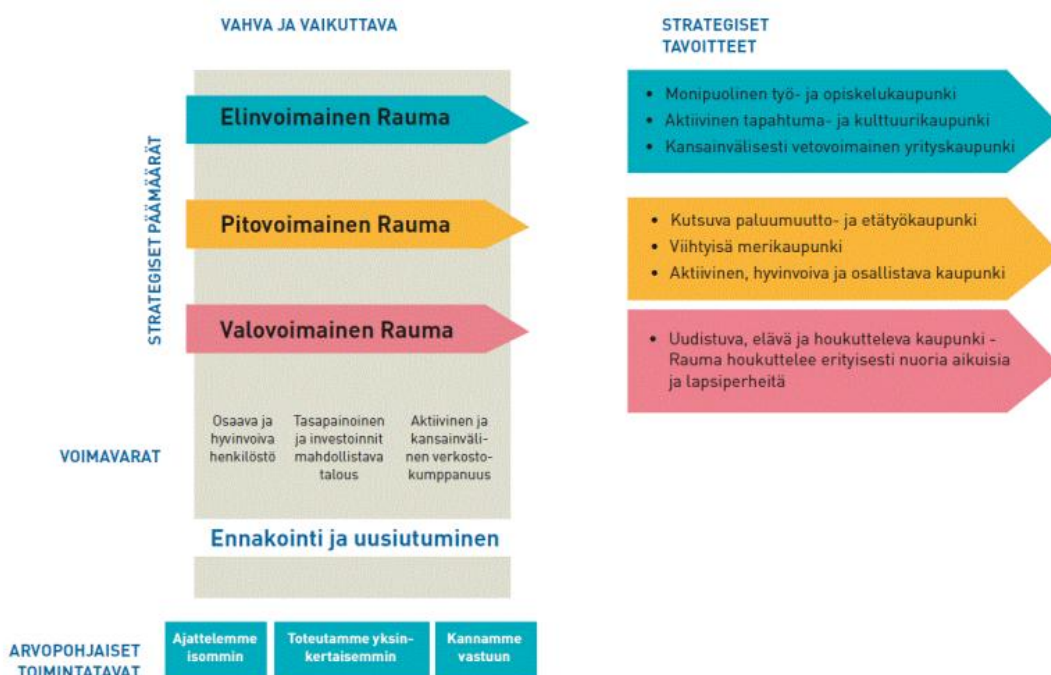 VAHVA JA VAIKUTTAVA
STRATEGISET
TAVOITTEET
STRATEGISET PÄÄMÄÄRÄT
Elinvoimainen Rauma
• Monipuolinen työ- ja opiskelukaupunki
• Aktiivinen tapahtuma- ja kulttuurikaupunki
• Kansainvälisesti vetovoimainen yrityskaupunki
Pitovoimainen Rauma
• Kutsuva paluumuutto- ja etätyökaupunki
• Viihtyisä merikaupunki
• Aktiivinen, hyvinvoiva ja osallistava kaupunki
Valovoimainen Rauma
• Uudistuva, elävä ja houkutteleva kaupunki -
Rauma houkuttelee erityisesti nuoria aikuisia
ja lapsiperheitä
VOIMAVARAT
Osaava ja
hyvinvoiva
henkilöstö
Tasapainoinen
ja investoinnit
mahdollistava
talous
Aktiivinen ja
kansainväli-
nen verkosto-
kumppanuus
Ennakointi ja uusiutuminen
ARVOPOHJAISET
TOIMINTATAVAT
Ajattelemme
isommin
Toteutamme yksin-
kertaisemmin
Kannamme
vastuun